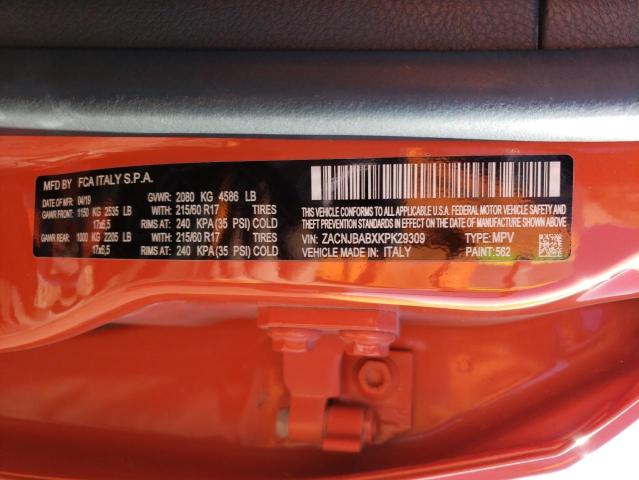 MFD BY FCA ITALY S.P.A.
DATE OF MFR 04/19 GVWR: 2080 KG 4586 LB
GAWR FRONT: 1150 KG 2535 LB WITH 215/60 R17 TIRES
17x6,5 RIMS AT 240 KPA (35 PSI) COLD
GAWR REAR: 1000 KG 2205 LB WITH 215/60 R17 TIRES
17x6,5 RIMS AT 240 KPA (35 PSI) COLD
THIS VEHICLE CONFORMS TO ALL APPLICABLE U.S.A. FEDERAL MOTOR VEHICLE SAFETY, BUMPER, AND
THEFT PREVENTION STANDARDS IN EFFECT ON THE DATE OF MANUFACTURE SHOWN ABOVE.
VIN: ZACNJBABXKPK29309 TYPE: MPV
VEHICLE MADE IN: ITALY PAINT: 562